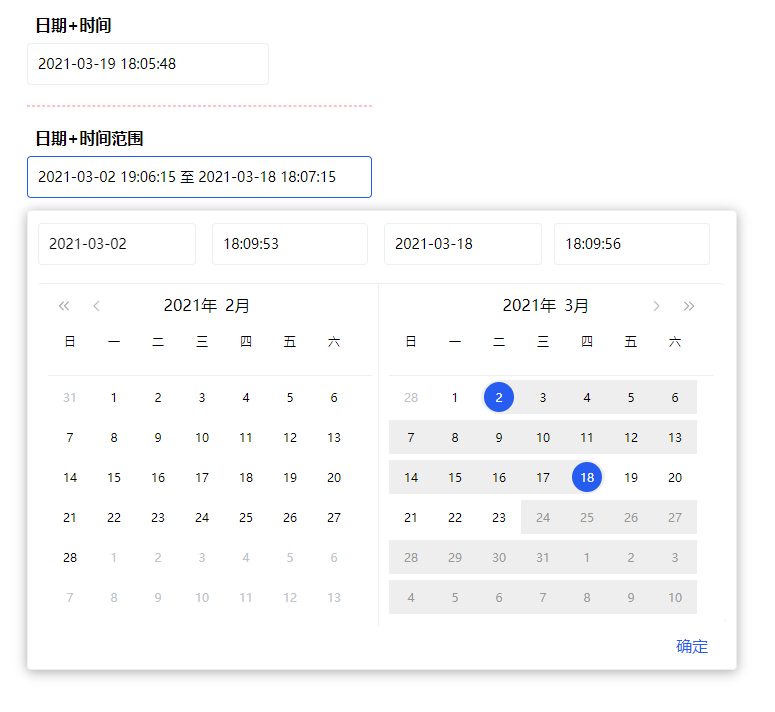 日期+时间
2021-03-19 18:05:48
日期+时间范围
2021-03-02 19:06:15 至 2021-03-18 18:07:15
2021-03-02 18:09:53 2021-03-18 18:09:56
« ‹ 2021年 2月 2021年 3月 › »
日 一 二 三 四 五 六 日 一 二 三 四 五 六
31 1 2 3 4 5 6 28 1 2 3 4 5 6
7 8 9 10 11 12 13 7 8 9 10 11 12 13
14 15 16 17 18 19 20 14 15 16 17 18 19 20
21 22 23 24 25 26 27 21 22 23 24 25 26 27
28 1 2 3 4 5 6 28 29 30 31 1 2 3
7 8 9 10 11 12 13 4 5 6 7 8 9 10
确定